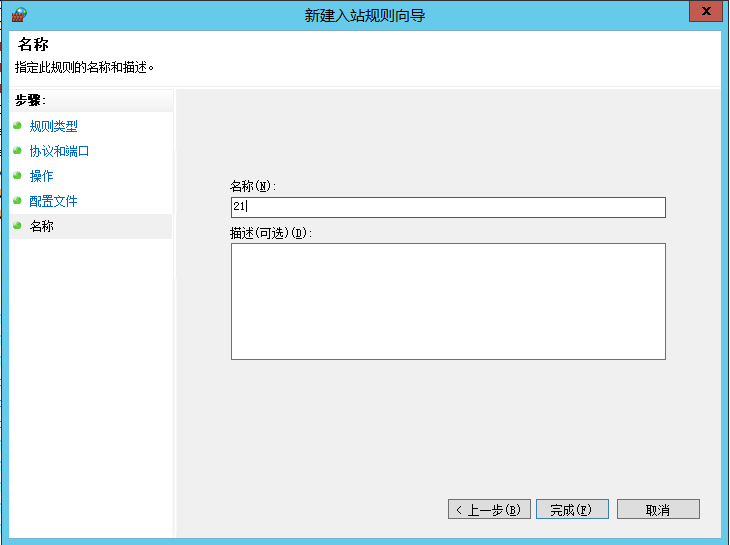 新建入站规则向导
x
名称
指定此规则的名称和描述。
步骤:
规则类型
协议和端口
操作
配置文件
名称
名称(N):
21
描述(可选)(D):
< 上一步(B)
完成(F)
取消